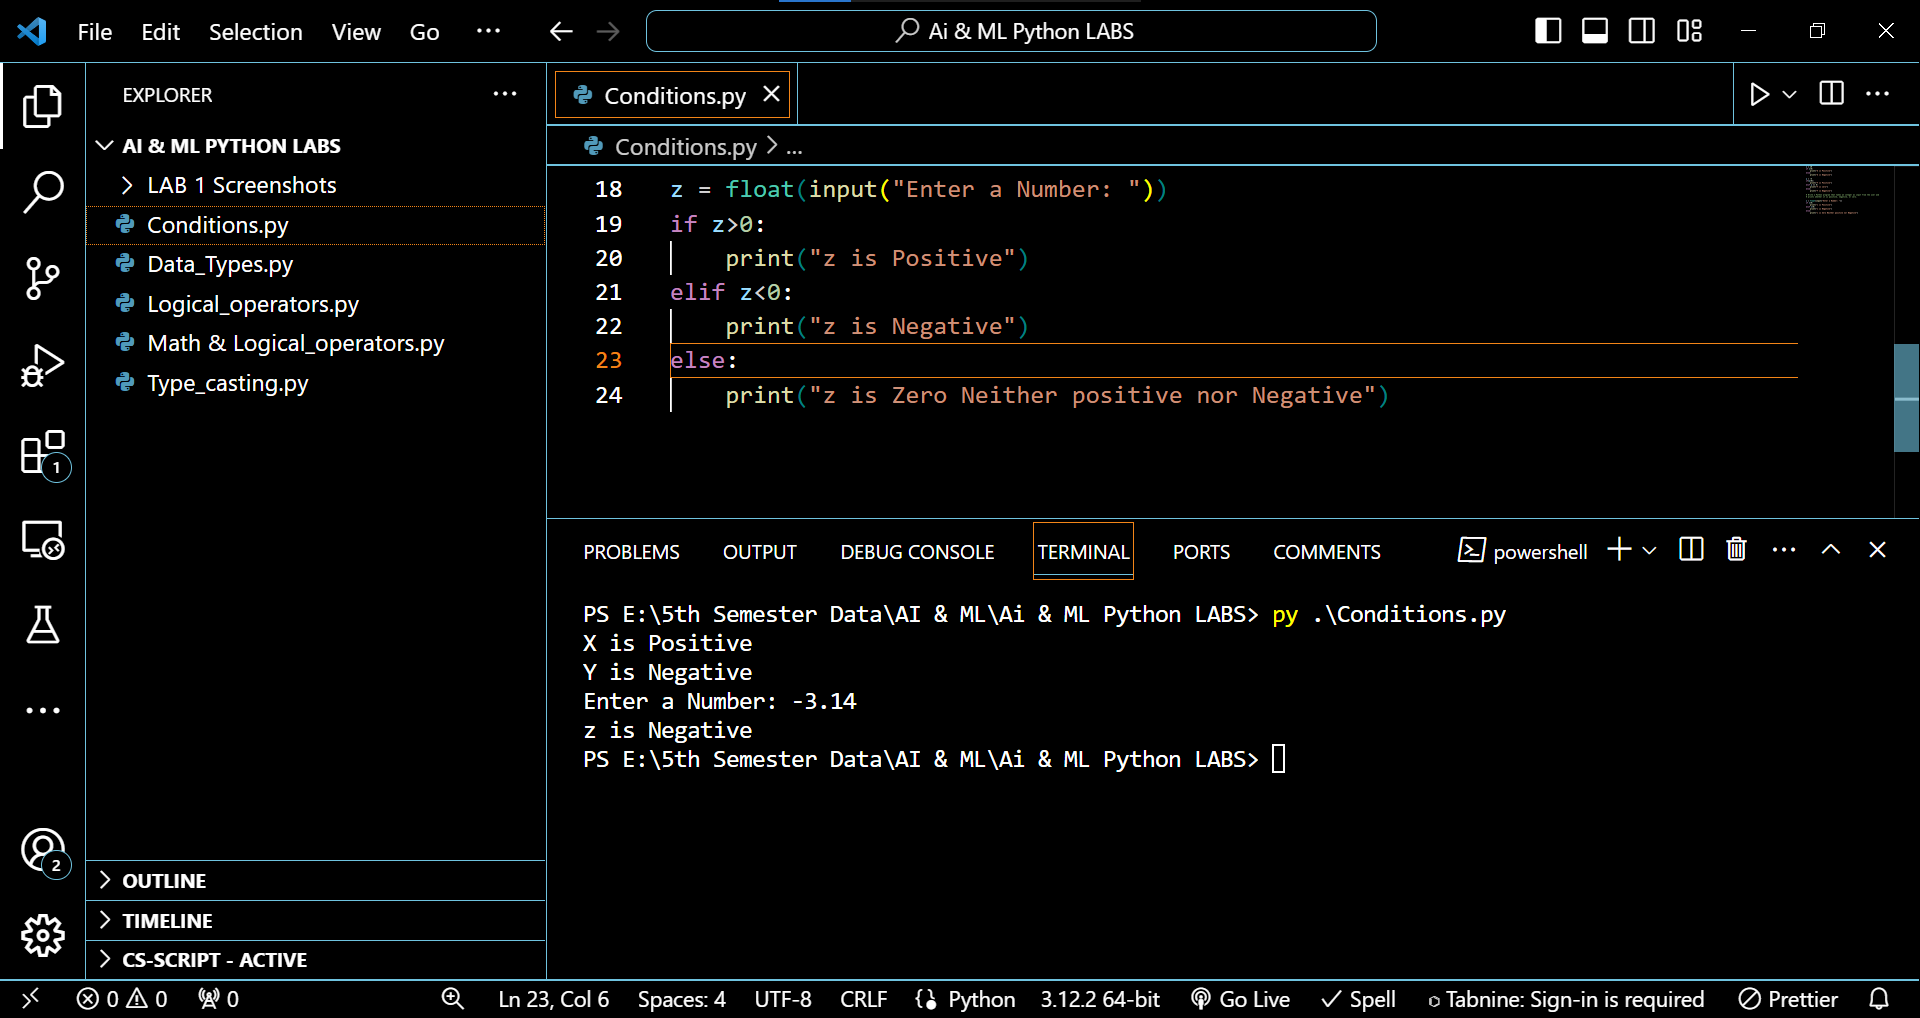 File Edit Selection View Go ··· Ai & ML Python LABS
EXPLORER
AI & ML PYTHON LABS
LAB 1 Screenshots
Conditions.py
Data_Types.py
Logical_operators.py
Math & Logical_operators.py
Type_casting.py
OUTLINE
TIMELINE
CS-SCRIPT - ACTIVE
1
2
Conditions.py
Conditions.py > ...
18 z = float(input("Enter a Number: "))
19 if z>0:
20 print("z is Positive")
21 elif z<0:
22 print("z is Negative")
23 else:
24 print("z is Zero Neither positive nor Negative")
PROBLEMS OUTPUT DEBUG CONSOLE TERMINAL PORTS COMMENTS powershell
PS E:\5th Semester Data\AI & ML\Ai & ML Python LABS> py .\Conditions.py
X is Positive
Y is Negative
Enter a Number: -3.14
z is Negative
PS E:\5th Semester Data\AI & ML\Ai & ML Python LABS>
0 0 0 Ln 23, Col 6 Spaces: 4 UTF-8 CRLF Python 3.12.2 64-bit Go Live Spell Tabnine: Sign-in is required Prettier